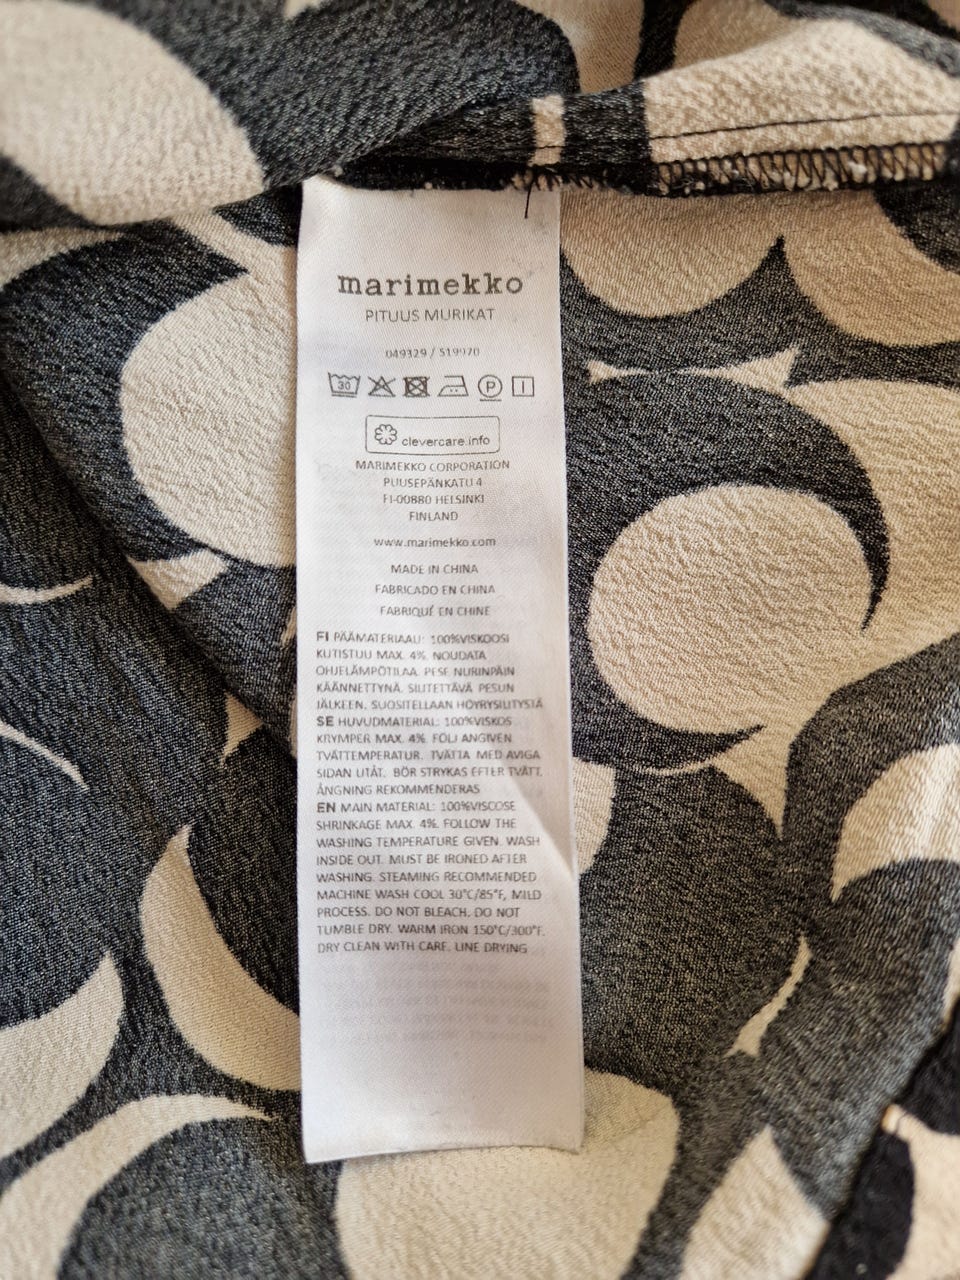 marimekko
PITUUS MURIKAT
049329 / 519970
30
P
clevercare.info
MARIMEKKO CORPORATION
PUUSEPÄNKATU 4
FI-00880 HELSINKI
FINLAND
www.marimekko.com
MADE IN CHINA
FABRICADO EN CHINA
FABRIQUÉ EN CHINE
FI PÄÄMATERIAALI: 100%VISKOOSI
KUTISTUU MAX. 4%. NOUDATA
OHJELÄMPÖTILAA. PESE NURINPÄIN
KÄÄNNETTYNÄ. SILITETTÄVÄ PESUN
JÄLKEEN. SUOSITELLAAN HÖYRYSILITYSTÄ
SE HUVUDMATERIAL: 100%VISKOS
KRYMPER MAX. 4%. FÖLJ ANGIVEN
TVÄTTEMPERATUR. TVÄTTA MED AVIGA
SIDAN UTÅT. BÖR STRYKAS EFTER TVÄTT.
ÅNGNING REKOMMENDERAS
EN MAIN MATERIAL: 100%VISCOSE
SHRINKAGE MAX. 4%. FOLLOW THE
WASHING TEMPERATURE GIVEN. WASH
INSIDE OUT. MUST BE IRONED AFTER
WASHING. STEAMING RECOMMENDED
MACHINE WASH COOL 30°C/85°F, MILD
PROCESS. DO NOT BLEACH. DO NOT
TUMBLE DRY. WARM IRON 150°C/300°F.
DRY CLEAN WITH CARE. LINE DRYING